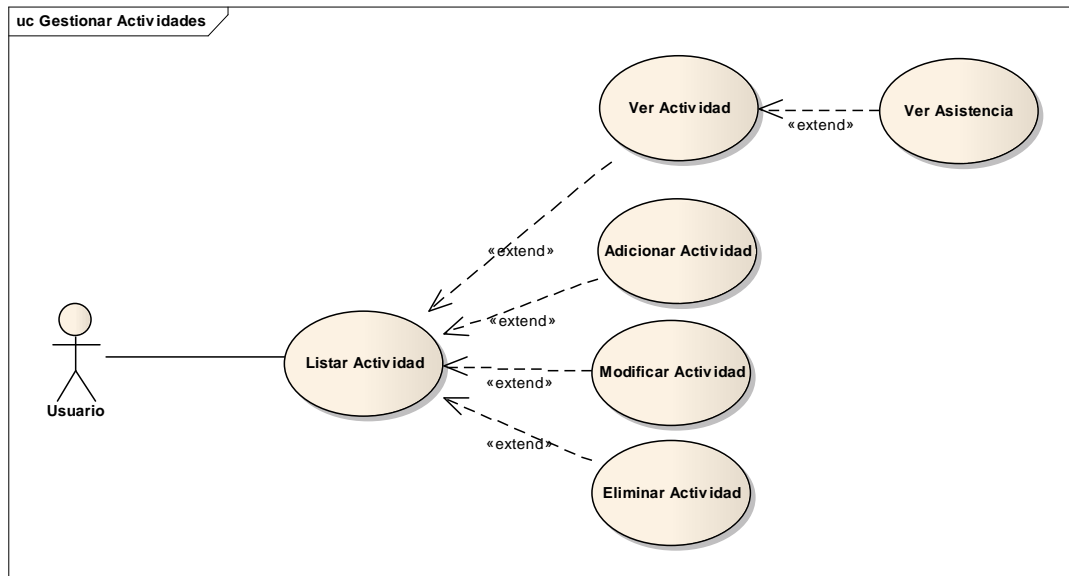 uc Gestionar Actividades
Ver Actividad
«extend»
Ver Asistencia
«extend»
Adicionar Actividad
«extend»
Listar Actividad
Modificar Actividad
«extend»
Usuario
«extend»
Eliminar Actividad